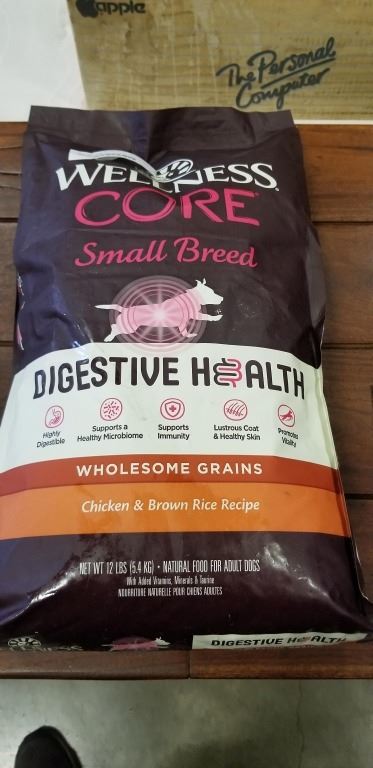 apple
The Personal
Computer
WELLNESS
CORE
Small Breed
DIGESTIVE HEALTH
Highly
Digestible
Supports a
Healthy Microbiome
Supports
Immunity
Lustrous Coat
& Healthy Skin
Promotes
Vitality
WHOLESOME GRAINS
Chicken & Brown Rice Recipe
NET WT 12 LBS (5.4 KG) • NATURAL FOOD FOR ADULT DOGS
With Added Vitamins, Minerals & Taurine
NOURRITURE NATURELLE POUR CHIENS ADULTES
DIGESTIVE HEALTH